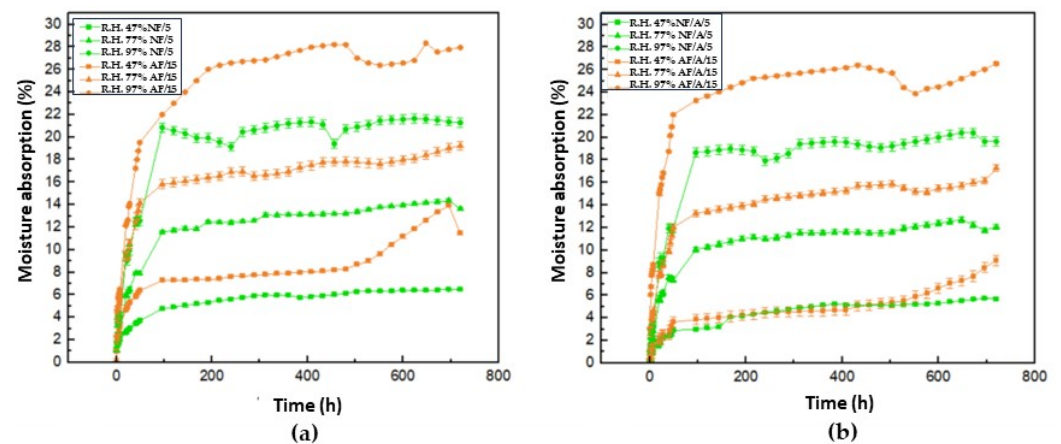 R.H. 47%NF/5
R.H. 77% NF/5
R.H. 97% NF/5
R.H. 47% AF/15
R.H. 77% AF/15
R.H. 97% AF/15
30
28
26
24
22
20
18
16
14
12
10
8
6
4
2
0
Moisture absorption (%)
0
200
400
600
800
Time (h)
(a)
R.H. 47%NF/A/5
R.H. 77% NF/A/5
R.H. 97% NF/A/5
R.H. 47% AF/A/15
R.H. 77% AF/A/15
R.H. 97% AF/A/15
30
28
26
24
22
20
18
16
14
12
10
8
6
4
2
0
Moisture absorption (%)
0
200
400
600
800
Time (h)
(b)